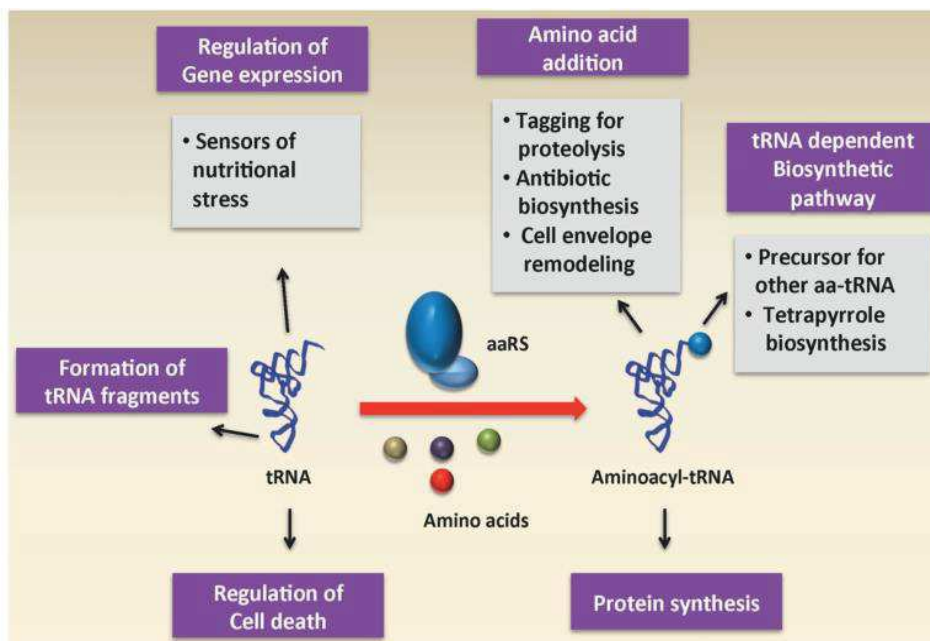 Regulation of
Gene expression
• Sensors of
nutritional
stress
Amino acid
addition
• Tagging for
proteolysis
• Antibiotic
biosynthesis
• Cell envelope
remodeling
tRNA dependent
Biosynthetic
pathway
• Precursor for
other aa-tRNA
• Tetrapyrrole
biosynthesis
aaRS
Formation of
tRNA fragments
tRNA
Amino acids
Aminoacyl-tRNA
Regulation of
Cell death
Protein synthesis